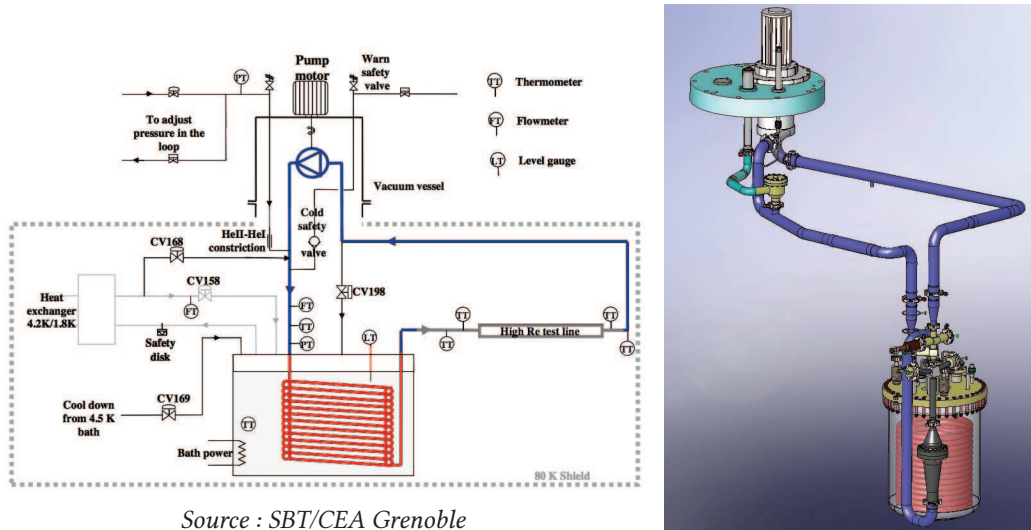 Pump
motor
Warn
safety
valve
PT
TT Thermometer
To adjust
pressure in the
loop
FT Flowmeter
LT Level gauge
Vacuum vessel
Cold
safety
valve
HeII-HeI
constriction
CV168
CV158
CV198
Heat
exchanger
4.2K/1.8K
FT
FT
TT
PT
LT
TT
TT
High Re test line
TT
TT
Safety
disk
Cool down
from 4.5 K
bath
CV169
TT
Bath power
80 K Shield
Source : SBT/CEA Grenoble